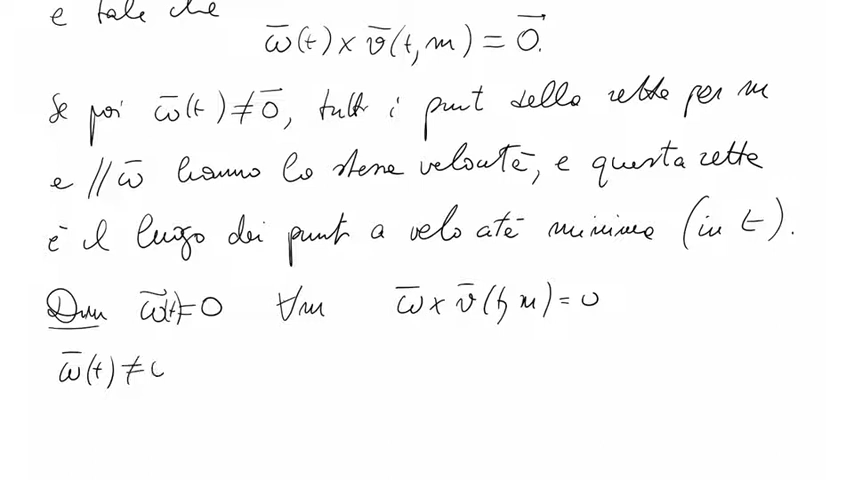 e tale che
ω̄(t) × v̄(t, m) = 0⃗.
Se poi ω̄(t) ≠ 0⃗, tutti i punti della retta per m
e // ω̄ hanno la stessa velocità, e questa retta
è il luogo dei punti a velocità minima (in t).
Dim ω̄(t) = 0 ∀m ω̄ × v̄(t, m) = 0
ω̄(t) ≠